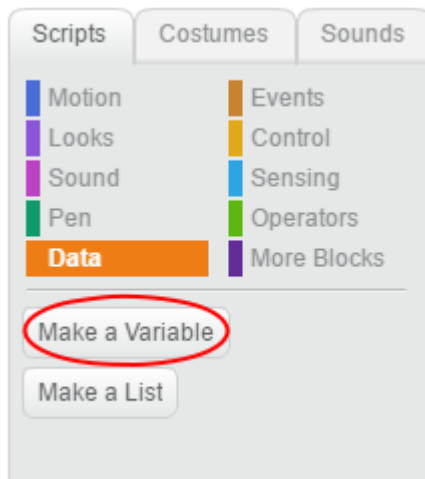 Scripts Costumes Sounds
Motion Events
Looks Control
Sound Sensing
Pen Operators
Data More Blocks
Make a Variable
Make a List